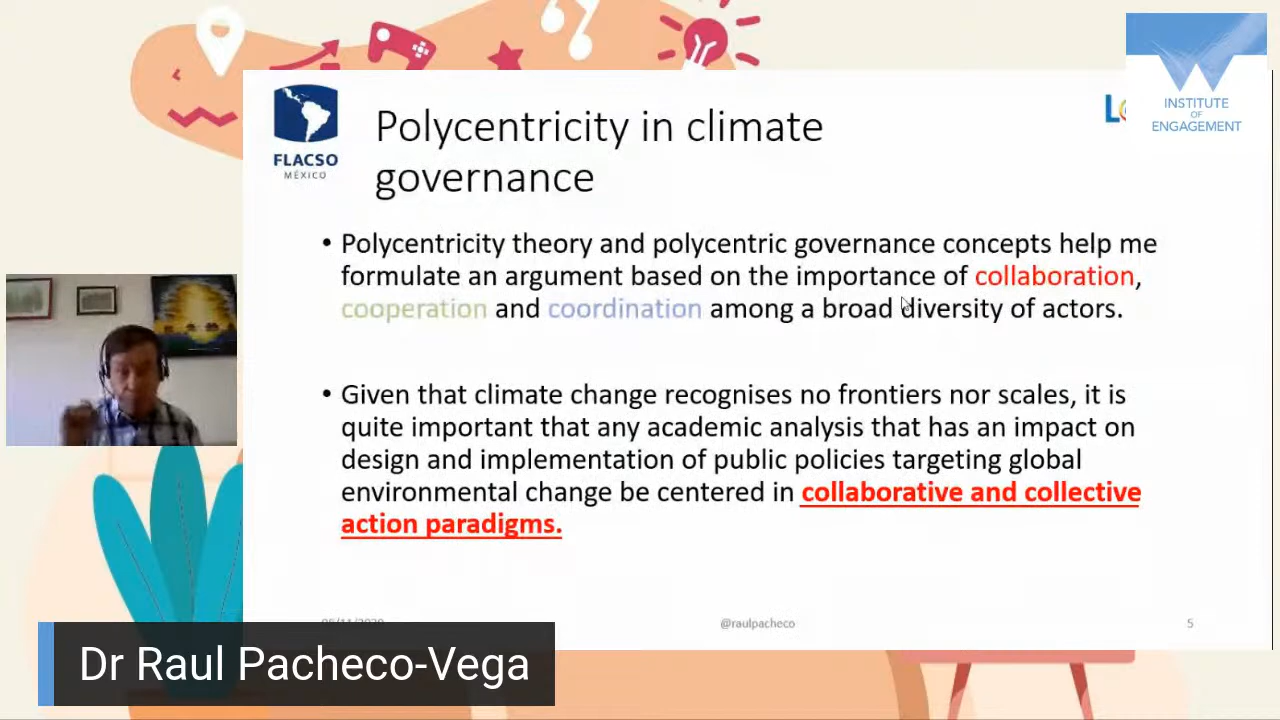 INSTITUTE
OF
ENGAGEMENT
FLACSO
MÉXICO
Polycentricity in climate
governance
• Polycentricity theory and polycentric governance concepts help me
formulate an argument based on the importance of collaboration,
cooperation and coordination among a broad diversity of actors.
• Given that climate change recognises no frontiers nor scales, it is
quite important that any academic analysis that has an impact on
design and implementation of public policies targeting global
environmental change be centered in collaborative and collective
action paradigms.
@raulpacheco
5
Dr Raul Pacheco-Vega